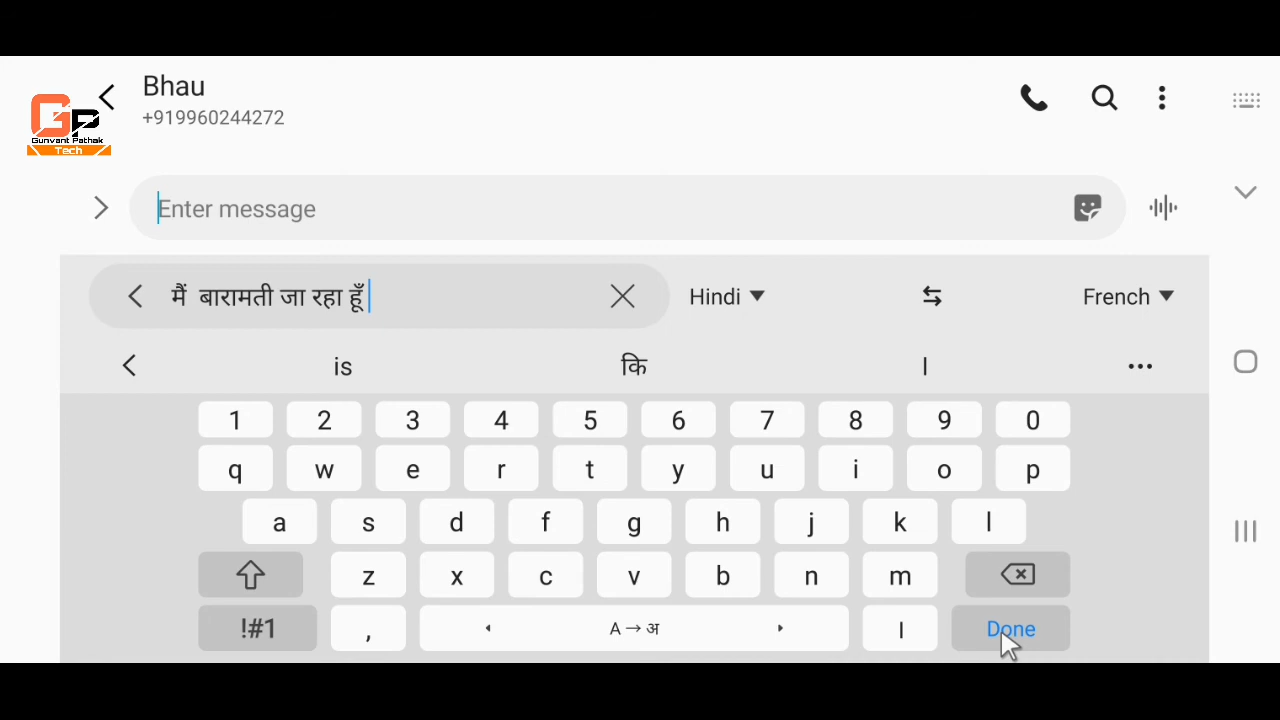 Bhau
+919960244272
GP
Gunvant Pathak
Tech
Enter message
मैं बारामती जा रहा हूँ
Hindi
French
is
कि
।
1 2 3 4 5 6 7 8 9 0
q w e r t y u i o p
a s d f g h j k l
z x c v b n m
!#1 , A→अ । Done